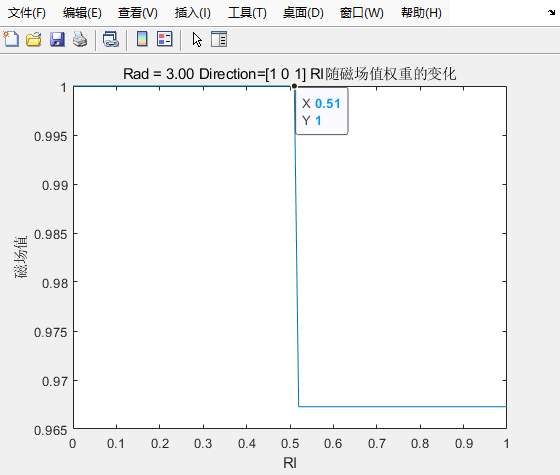 文件(F) 编辑(E) 查看(V) 插入(I) 工具(T) 桌面(D) 窗口(W) 帮助(H)
Rad = 3.00 Direction=[1 0 1] RI随磁场值权重的变化
1
X 0.51
Y 1
0.995
0.99
0.985
磁场值
0.98
0.975
0.97
0.965
0 0.1 0.2 0.3 0.4 0.5 0.6 0.7 0.8 0.9 1
RI